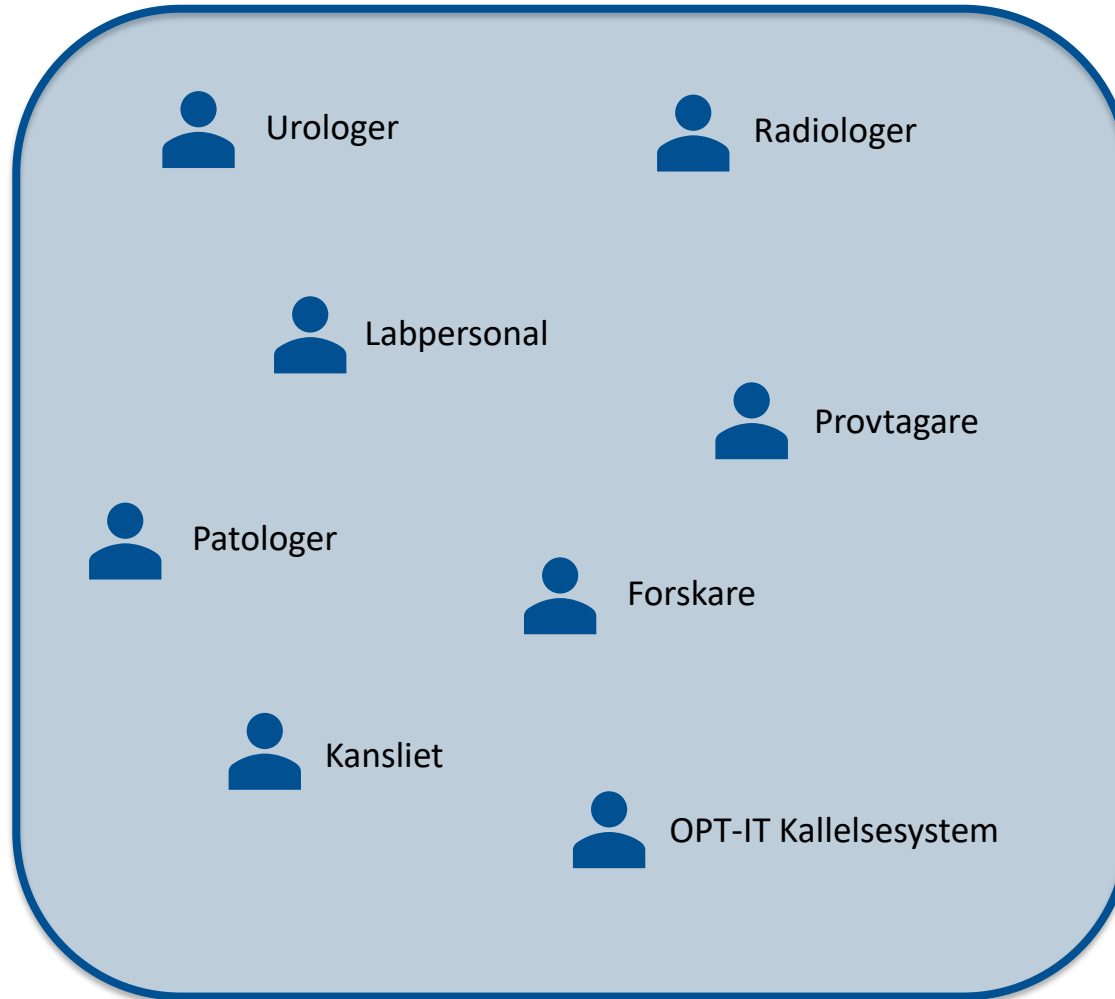 Urologer
Radiologer
Labpersonal
Provtagare
Patologer
Forskare
Kansliet
OPT-IT Kallelsesystem